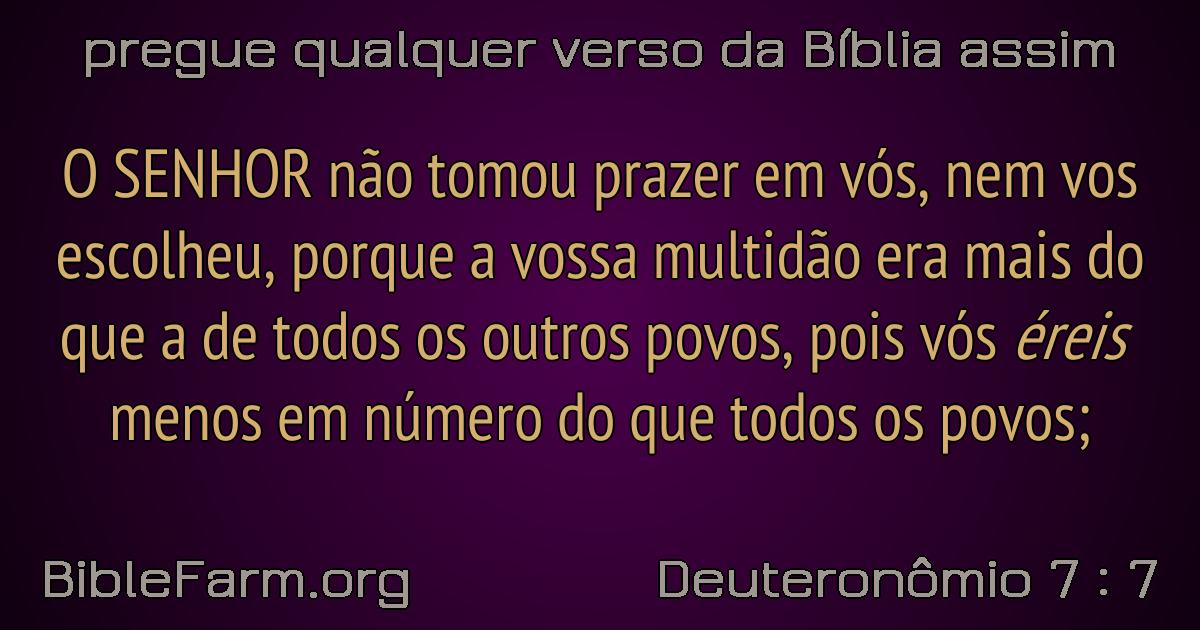 pregue qualquer verso da Bíblia assim
O SENHOR não tomou prazer em vós, nem vos
escolheu, porque a vossa multidão era mais do
que a de todos os outros povos, pois vós éreis
menos em número do que todos os povos;
BibleFarm.org
Deuteronômio 7 : 7